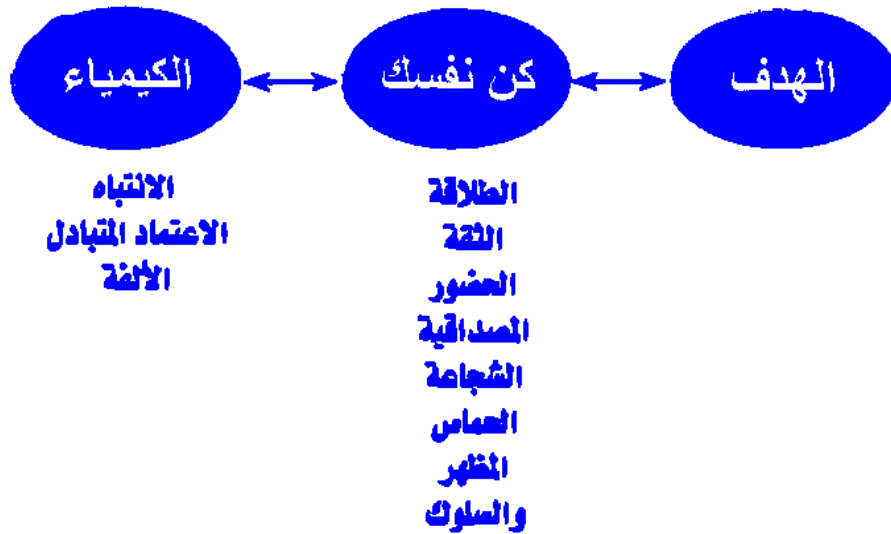 الهدف
كن نفسك
الكيمياء
الطلاقة
الثقة
الحضور
المصداقية
الشجاعة
الحماس
المظهر
والسلوك
الانتباه
الاعتماد المتبادل
الألفة